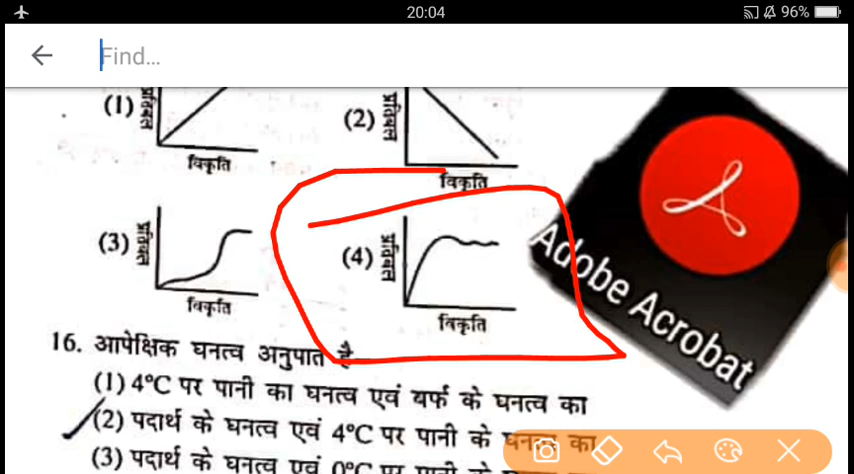 20:04
96%
Find...
(1) प्रतिबल
विकृति
(2) प्रतिबल
विकृति
(3) प्रतिबल
विकृति
(4) प्रतिबल
विकृति
Adobe Acrobat
16. आपेक्षिक घनत्व अनुपात है
(1) 4°C पर पानी का घनत्व एवं बर्फ के घनत्व का
(2) पदार्थ के घनत्व एवं 4°C पर पानी के घनत्व का
(3) पदार्थ के घनत्व एवं 0°C पर पानी के